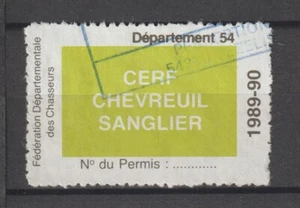 Département 54
Fédération Départementale
des Chasseurs
CERF
CHEVREUIL
SANGLIER
1989-90
No du Permis : ............